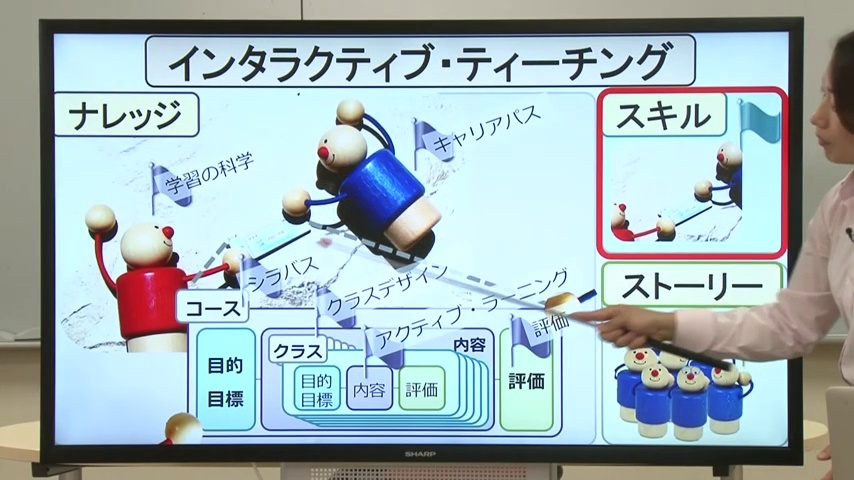 インタラクティブ・ティーチング
ナレッジ
スキル
キャリアパス
学習の科学
シラバス
クラスデザイン
アクティブ・ラーニング
評価
ストーリー
コース
目的
目標
クラス
内容
目的
目標
内容
評価
評価
SHARP